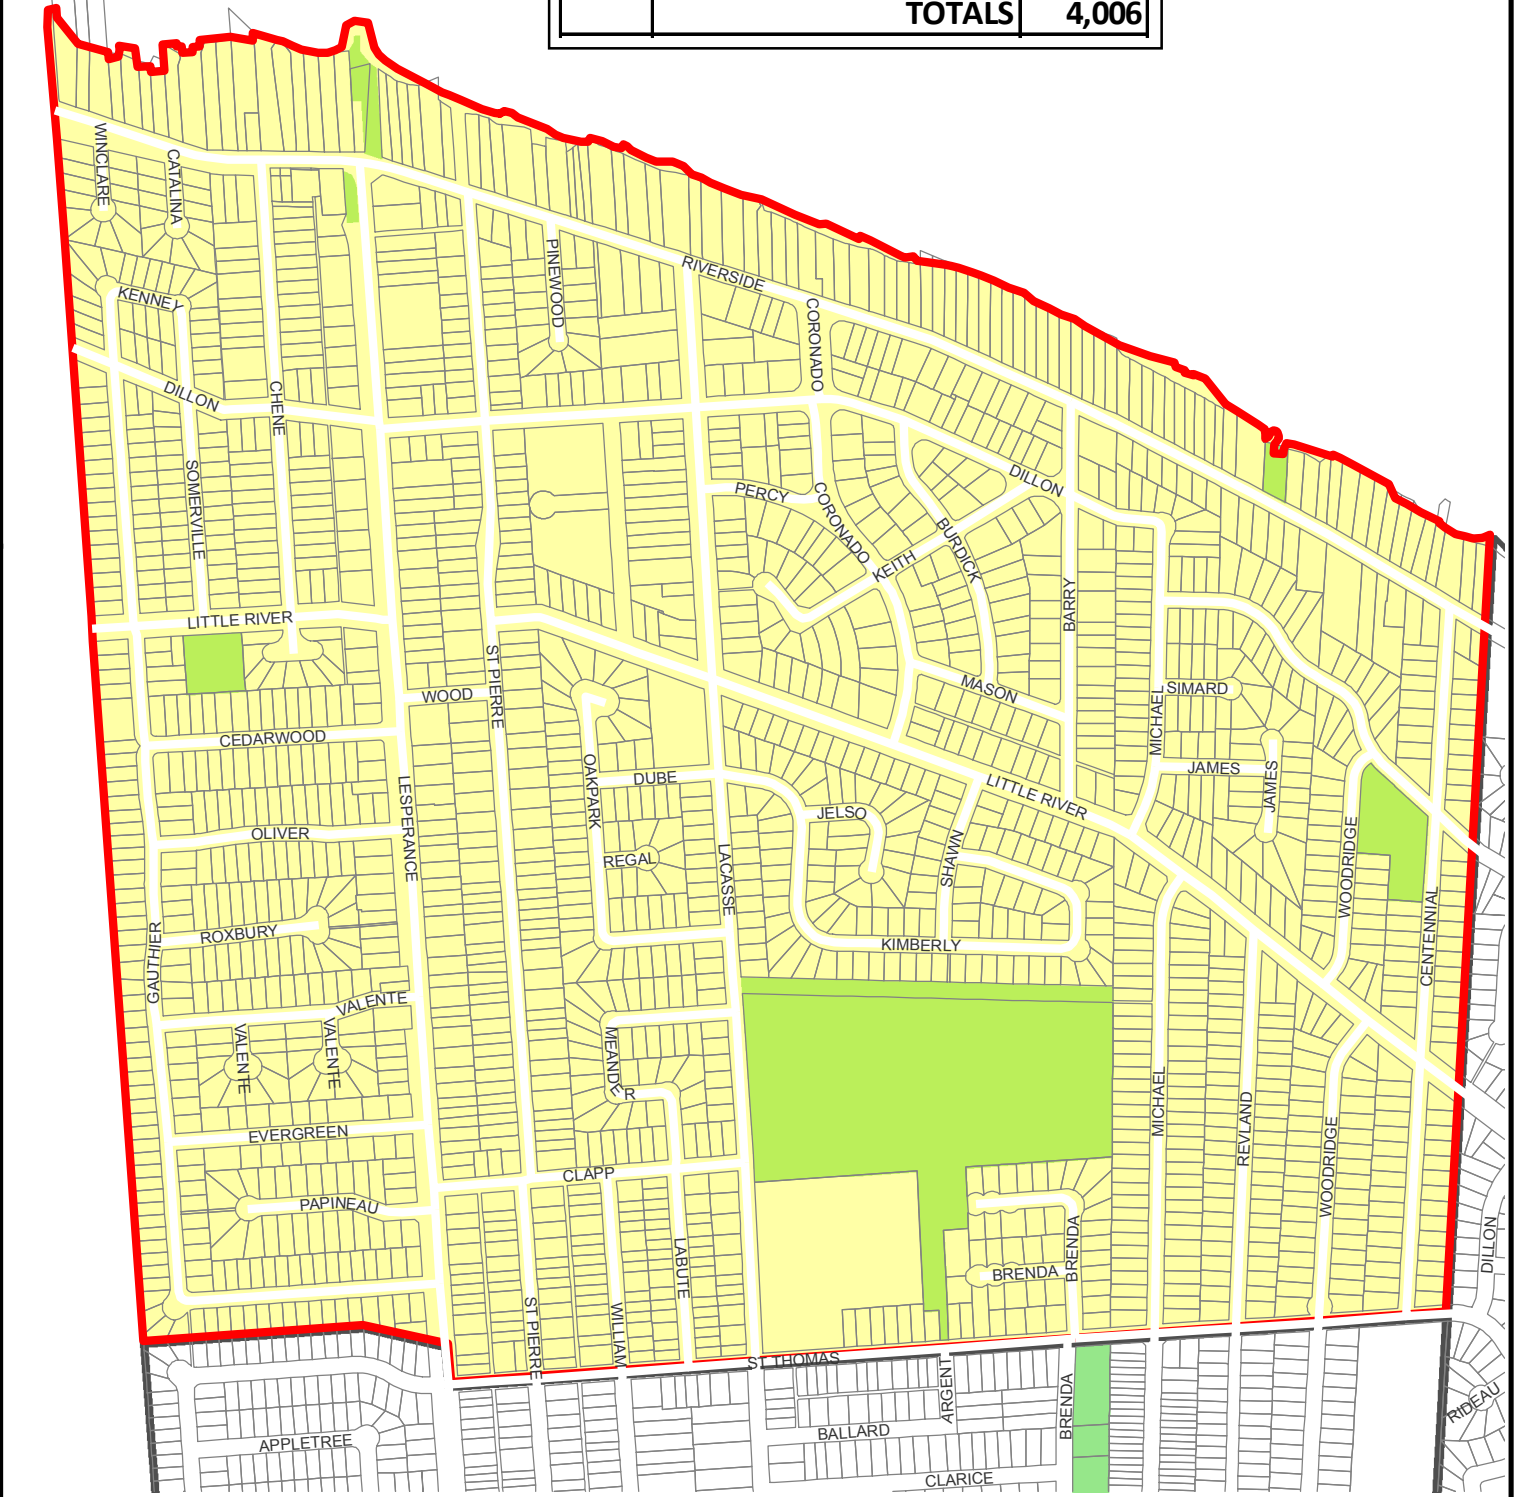 TOTALS 4,006
WINCLARE
CATALINA
PINEWOOD
RIVERSIDE
KENNEY
CORONADO
DILLON
CHENE
SOMERVILLE
PERCY
CORONADO
DILLON
BURDICK
KEITH
BARRY
LITTLE RIVER
ST PIERRE
WOOD
MASON
SIMARD
MICHAEL
CEDARWOOD
OAKPARK
DUBE
LITTLE RIVER
JAMES
JAMES
LESPERANCE
OLIVER
JELSO
REGAL
LACASSE
SHAWN
WOODRIDGE
GAUTHIER
ROXBURY
KIMBERLY
CENTENNIAL
VALENTE
VALENTE
VALENTE
MEANDER
MICHAEL
REVLAND
WOODRIDGE
EVERGREEN
CLAPP
PAPINEAU
LABUTE
BRENDA
BRENDA
DILLON
ST PIERRE
WILLIAM
ST THOMAS
ARGENT
BRENDA
RIDEAU
APPLETREE
BALLARD
CLARICE